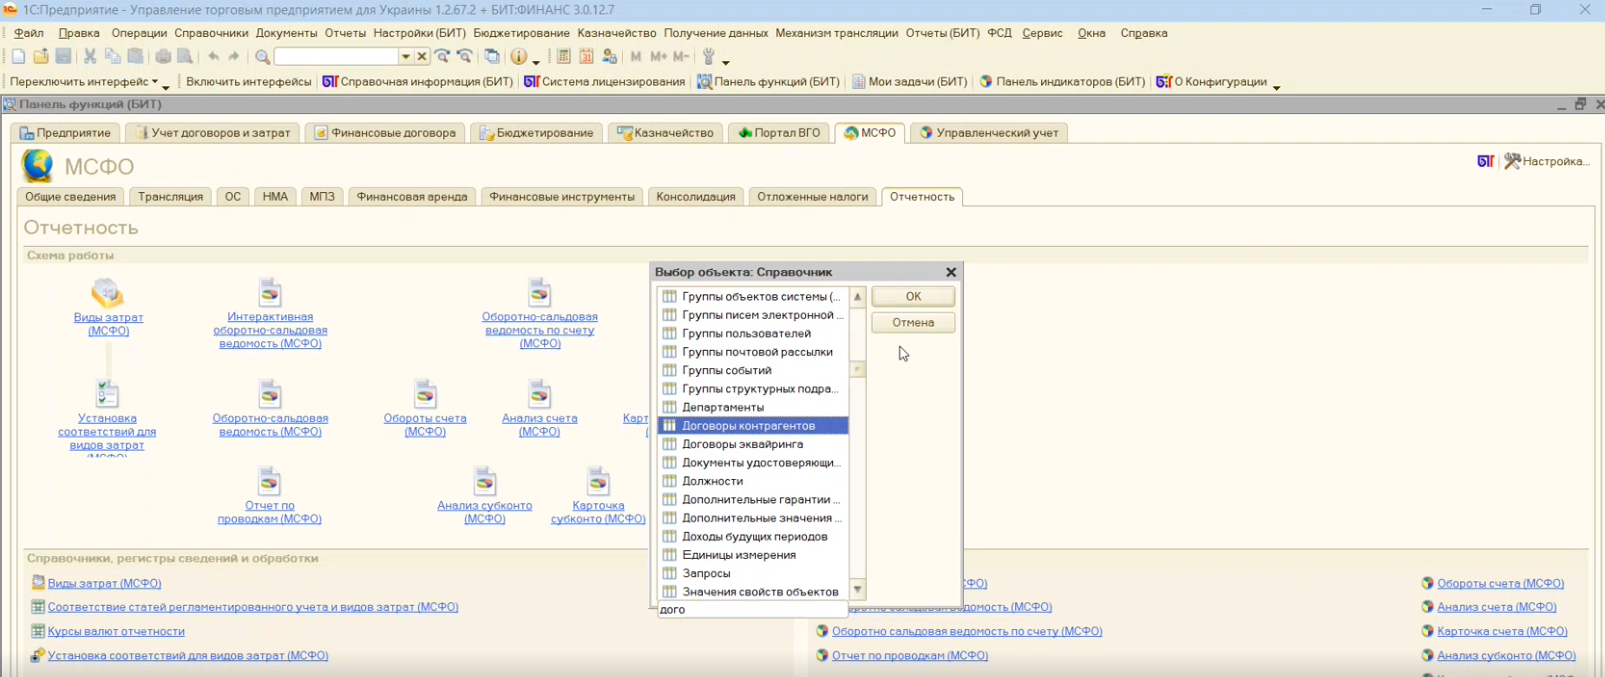 1С:Предприятие - Управление торговым предприятием для Украины 1.2.67.2 + БИТ:ФИНАНС 3.0.12.7
Файл Правка Операции Справочники Документы Отчеты Настройки (БИТ) Бюджетирование Казначейство Получение данных Механизм трансляции Отчеты (БИТ) ФСД Сервис Окна Справка
M M+ M-
Переключить интерфейс Включить интерфейсы Справочная информация (БИТ) Система лицензирования Панель функций (БИТ) Мои задачи (БИТ) Панель индикаторов (БИТ) О Конфигурации
Панель функций (БИТ)
Предприятие Учет договоров и затрат Финансовые договора Бюджетирование Казначейство Портал ВГО МСФО Управленческий учет
МСФО
Настройка...
Общие сведения Трансляция ОС НМА МПЗ Финансовая аренда Финансовые инструменты Консолидация Отложенные налоги Отчетность
Отчетность
Схема работы
Виды затрат
(МСФО)
Интерактивная
оборотно-сальдовая
ведомость (МСФО)
Оборотно-сальдовая
ведомость по счету
(МСФО)
Установка
соответствий для
видов затрат
(МСФО)
Оборотно-сальдовая
ведомость (МСФО)
Обороты счета
(МСФО)
Анализ счета
(МСФО)
Отчет по
проводкам (МСФО)
Анализ субконто
(МСФО)
Карточка
субконто (МСФО)
Выбор объекта: Справочник
Группы объектов системы (...
Группы писем электронной ...
Группы пользователей
Группы почтовой рассылки
Группы событий
Группы структурных подра...
Департаменты
Договоры контрагентов
Договоры эквайринга
Документы удостоверяющи...
Должности
Дополнительные гарантии ...
Дополнительные значения ...
Доходы будущих периодов
Единицы измерения
Запросы
Значения свойств объектов
дого
OK
Отмена
Справочники, регистры сведений и обработки
Виды затрат (МСФО)
Соответствие статей регламентированного учета и видов затрат (МСФО)
Курсы валют отчетности
Установка соответствий для видов затрат (МСФО)
ведомость (МСФО)
Оборотно сальдовая ведомость по счету (МСФО)
Отчет по проводкам (МСФО)
Обороты счета (МСФО)
Анализ счета (МСФО)
Карточка счета (МСФО)
Анализ субконто (МСФО)